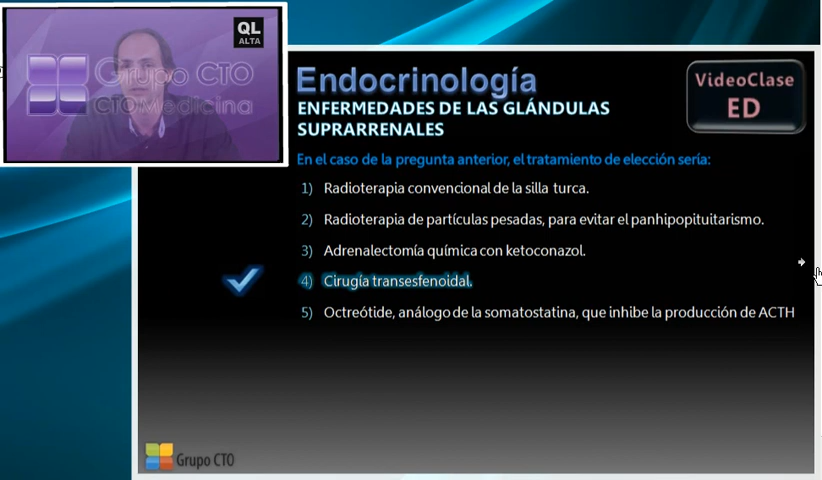 QL
ALTA
Grupo CTO
CTOMedicina
Endocrinología
ENFERMEDADES DE LAS GLÁNDULAS
SUPRARRENALES
VideoClase
ED
En el caso de la pregunta anterior, el tratamiento de elección sería:
1) Radioterapia convencional de la silla turca.
2) Radioterapia de partículas pesadas, para evitar el panhipopituitarismo.
3) Adrenalectomía química con ketoconazol.
4) Cirugía transesfenoidal.
5) Octreótide, análogo de la somatostatina, que inhibe la producción de ACTH
Grupo CTO